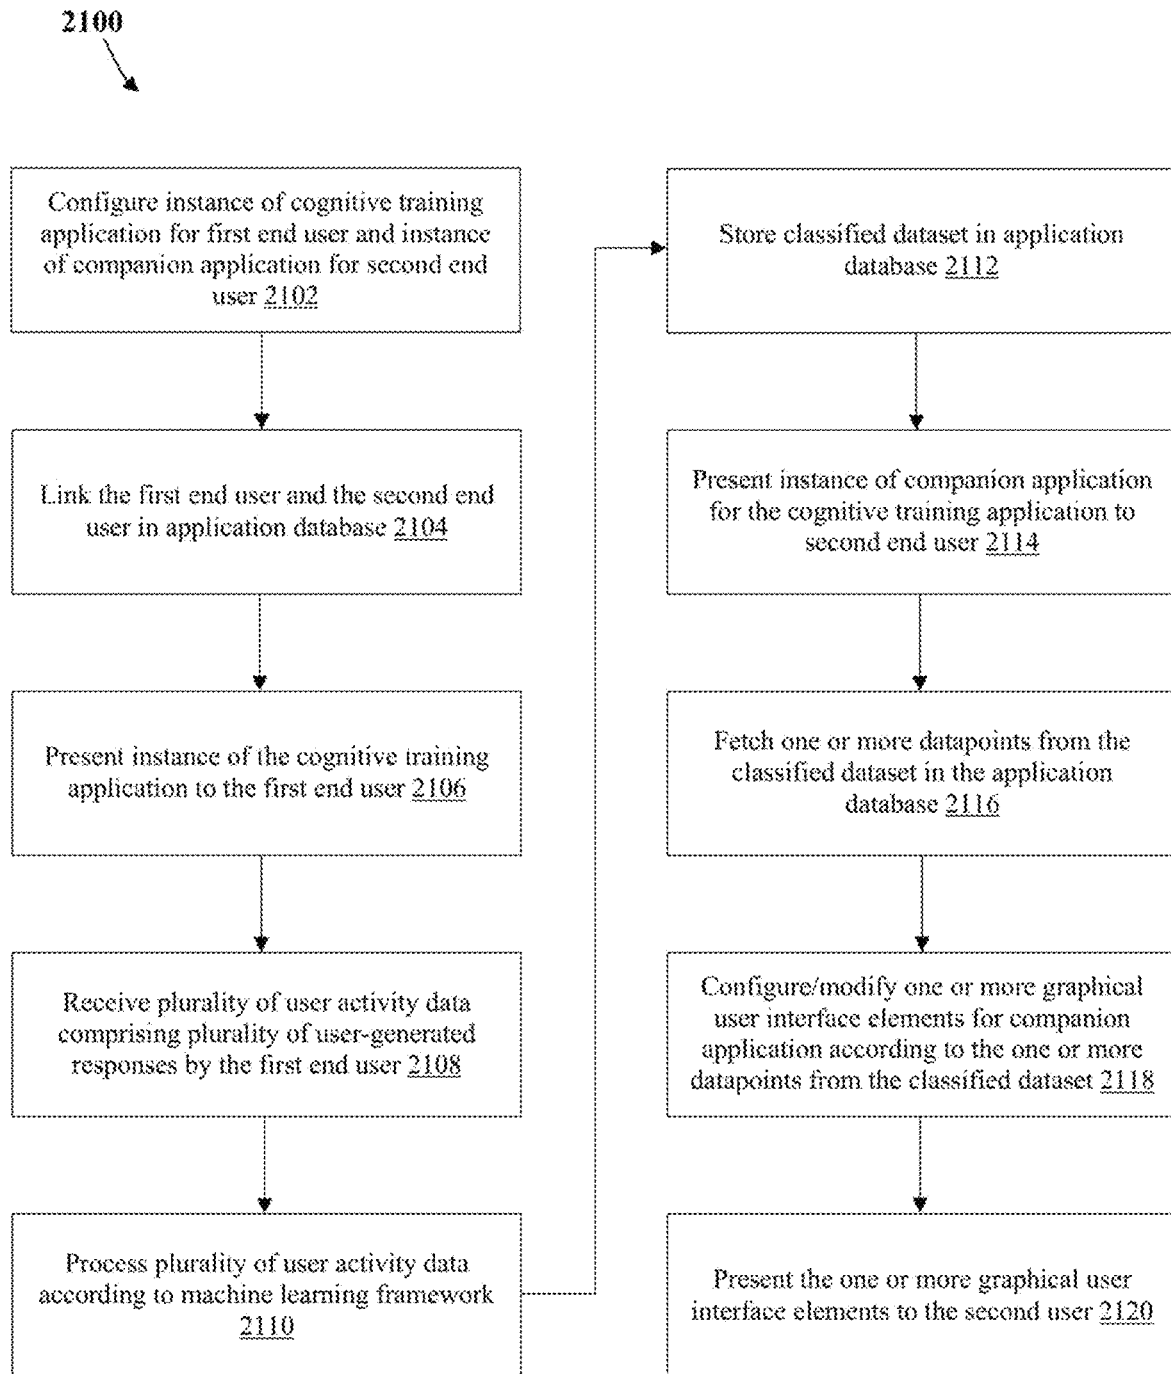 2100
Configure instance of cognitive training
application for first end user and instance
of companion application for second end
user 2102
Link the first end user and the second end
user in application database 2104
Present instance of the cognitive training
application to the first end user 2106
Receive plurality of user activity data
comprising plurality of user-generated
responses by the first end user 2108
Process plurality of user activity data
according to machine learning framework
2110
Store classified dataset in application
database 2112
Present instance of companion application
for the cognitive training application to
second end user 2114
Fetch one or more datapoints from the
classified dataset in the application
database 2116
Configure/modify one or more graphical
user interface elements for companion
application according to the one or more
datapoints from the classified dataset 2118
Present the one or more graphical user
interface elements to the second user 2120